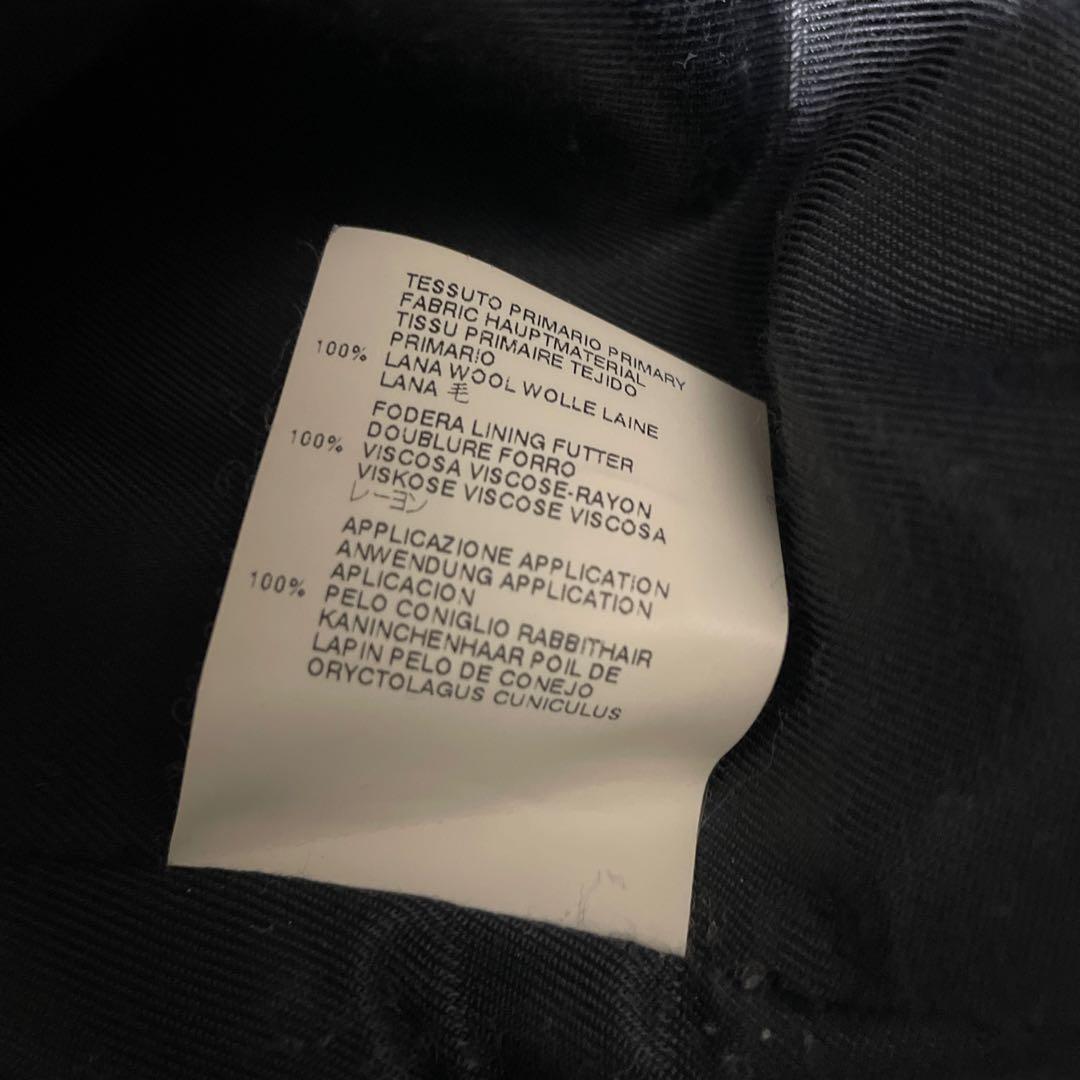 TESSUTO PRIMARIO PRIMARY
FABRIC HAUPTMATERIAL
TISSU PRIMAIRE TEJIDO
PRIMARIO
100% LANA WOOL WOLLE LAINE
LANA 毛
FODERA LINING FUTTER
DOUBLURE FORRO
100% VISCOSA VISCOSE-RAYON
VISKOSE VISCOSE VISCOSA
レーヨン
APPLICAZIONE APPLICATION
ANWENDUNG APPLICATION
APLICACION
100% PELO CONIGLIO RABBITHAIR
KANINCHENHAAR POIL DE
LAPIN PELO DE CONEJO
ORYCTOLAGUS CUNICULUS